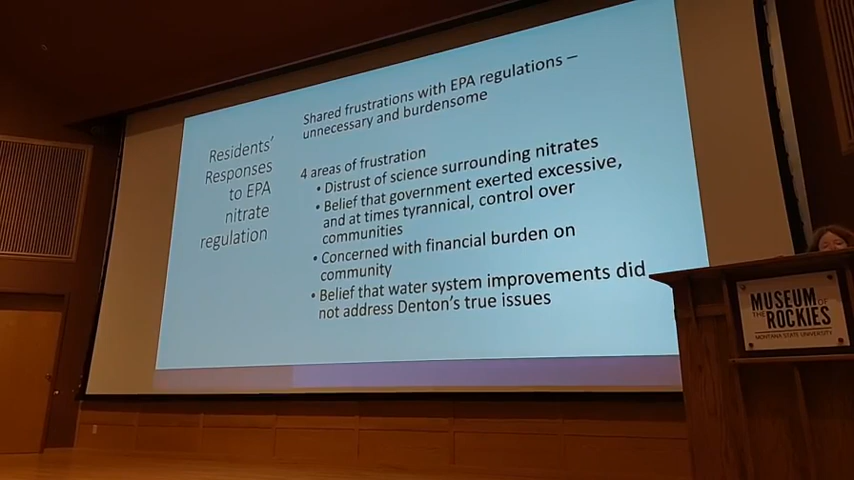 Residents'
Responses
to EPA
nitrate
regulation
Shared frustrations with EPA regulations –
unnecessary and burdensome
4 areas of frustration
• Distrust of science surrounding nitrates
• Belief that government exerted excessive,
and at times tyrannical, control over
communities
• Concerned with financial burden on
community
• Belief that water system improvements did
not address Denton's true issues
MUSEUM OF
THE ROCKIES
MONTANA STATE UNIVERSITY